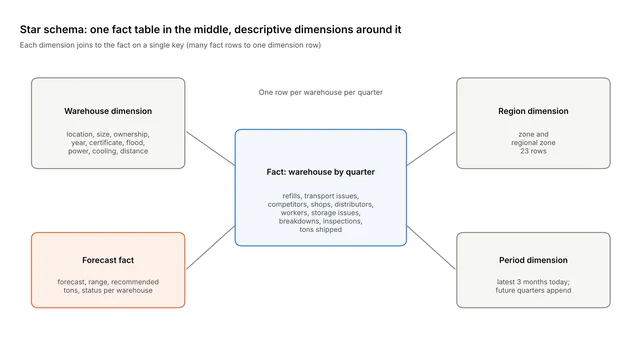 Star schema: one fact table in the middle, descriptive dimensions around it
Each dimension joins to the fact on a single key (many fact rows to one dimension row)
One row per warehouse per quarter
Warehouse dimension
location, size, ownership,
year, certificate, flood,
power, cooling, distance
Region dimension
zone and
regional zone
23 rows
Fact: warehouse by quarter
refills, transport issues,
competitors, shops, distributors,
workers, storage issues,
breakdowns, inspections,
tons shipped
Forecast fact
forecast, range, recommended
tons, status per warehouse
Period dimension
latest 3 months today;
future quarters append